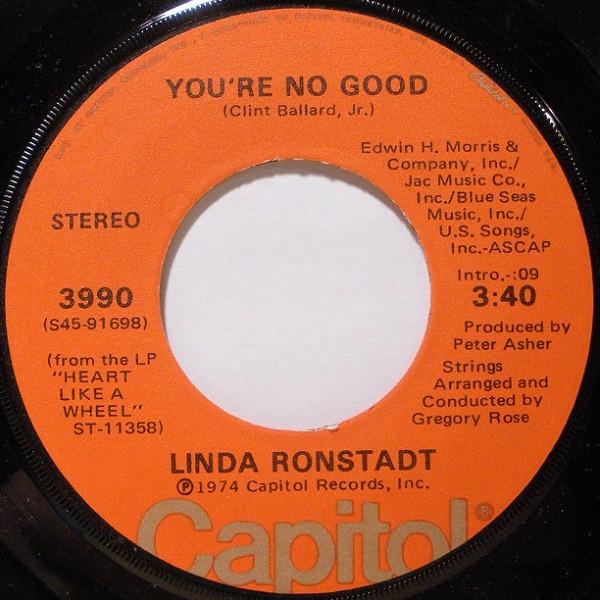 YOU'RE NO GOOD
(Clint Ballard, Jr.)
Edwin H. Morris &
Company, Inc./
Jac Music Co.,
Inc./Blue Seas
Music, Inc./
U.S. Songs,
Inc.-ASCAP
STEREO
3990
(S45-91698)
(from the LP
"HEART
LIKE A
WHEEL"
ST-11358)
Intro.-:09
3:40
Produced by
Peter Asher
Strings
Arranged and
Conducted by
Gregory Rose
LINDA RONSTADT
℗1974 Capitol Records, Inc.
Capitol®